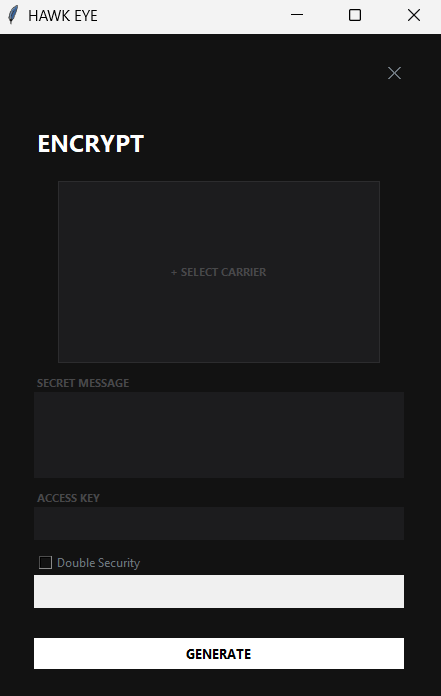 HAWK EYE
ENCRYPT
+ SELECT CARRIER
SECRET MESSAGE
ACCESS KEY
Double Security
GENERATE